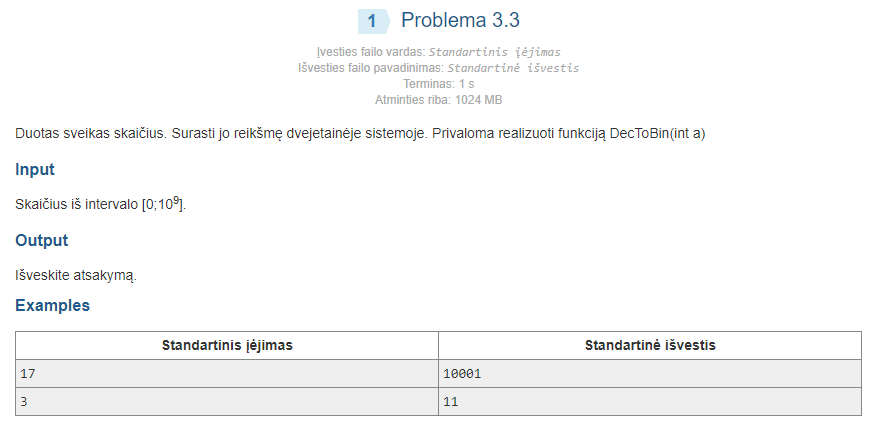 1 Problema 3.3
Įvesties failo vardas: Standartinis įėjimas
Išvesties failo pavadinimas: Standartinė išvestis
Terminas: 1 s
Atminties riba: 1024 MB
Duotas sveikas skaičius. Surasti jo reikšmę dvejetainėje sistemoje. Privaloma realizuoti funkciją DecToBin(int a)
Input
Skaičius iš intervalo [0;10⁹].
Output
Išveskite atsakymą.
Examples
Standartinis įėjimas Standartinė išvestis
17 10001
3 11